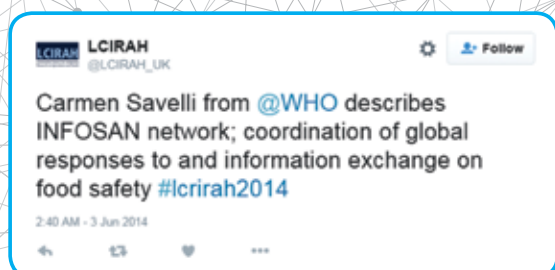 LCIRAH
LCIRAH
@LCIRAH_UK
Follow
Carmen Savelli from @WHO describes
INFOSAN network; coordination of global
responses to and information exchange on
food safety #lcrirah2014
2:40 AM - 3 Jun 2014